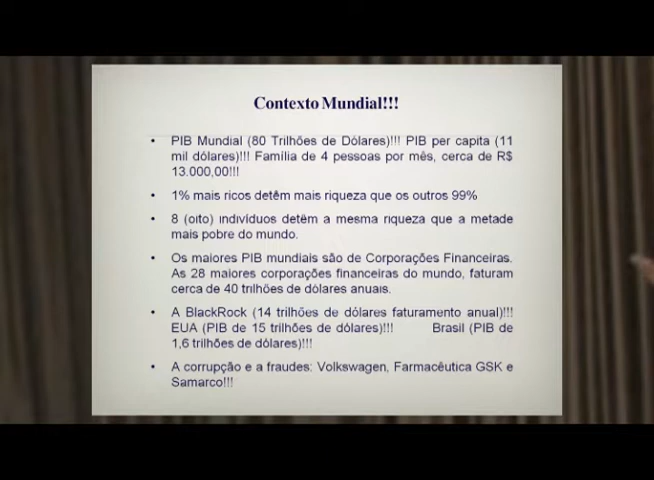 Contexto Mundial!!!
• PIB Mundial (80 Trilhões de Dólares)!!! PIB per capita (11
mil dólares)!!! Família de 4 pessoas por mês, cerca de R$
13.000,00!!!
• 1% mais ricos detêm mais riqueza que os outros 99%
• 8 (oito) indivíduos detêm a mesma riqueza que a metade
mais pobre do mundo.
• Os maiores PIB mundiais são de Corporações Financeiras.
As 28 maiores corporações financeiras do mundo, faturam
cerca de 40 trilhões de dólares anuais.
• A BlackRock (14 trilhões de dólares faturamento anual)!!!
EUA (PIB de 15 trilhões de dólares)!!! Brasil (PIB de
1,6 trilhões de dólares)!!!
• A corrupção e a fraudes: Volkswagen, Farmacêutica GSK e
Samarco!!!